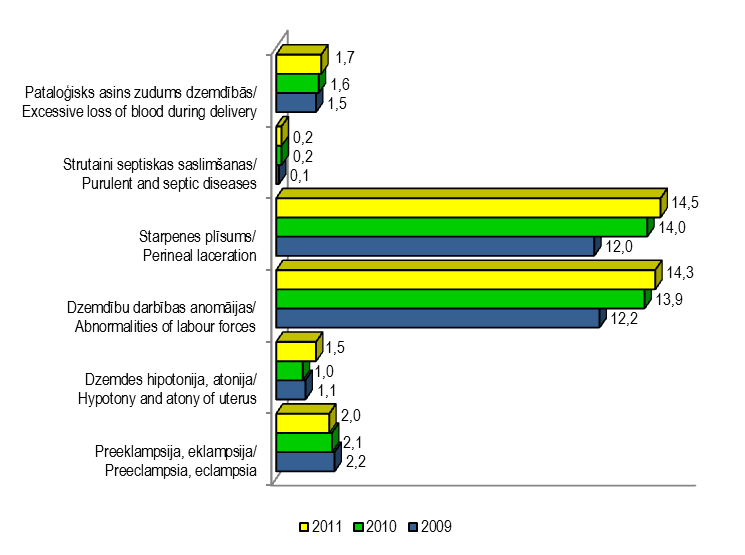 Pataloģisks asins zudums dzemdībās/
Excessive loss of blood during delivery
1,7
1,6
1,5
Strutaini septiskas saslimšanas/
Purulent and septic diseases
0,2
0,2
0,1
Starpenes plīsums/
Perineal laceration
14,5
14,0
12,0
Dzemdību darbības anomāijas/
Abnormalities of labour forces
14,3
13,9
12,2
Dzemdes hipotonija, atonija/
Hypotony and atony of uterus
1,5
1,0
1,1
Preeklampsija, eklampsija/
Preeclampsia, eclampsia
2,0
2,1
2,2
2011 2010 2009